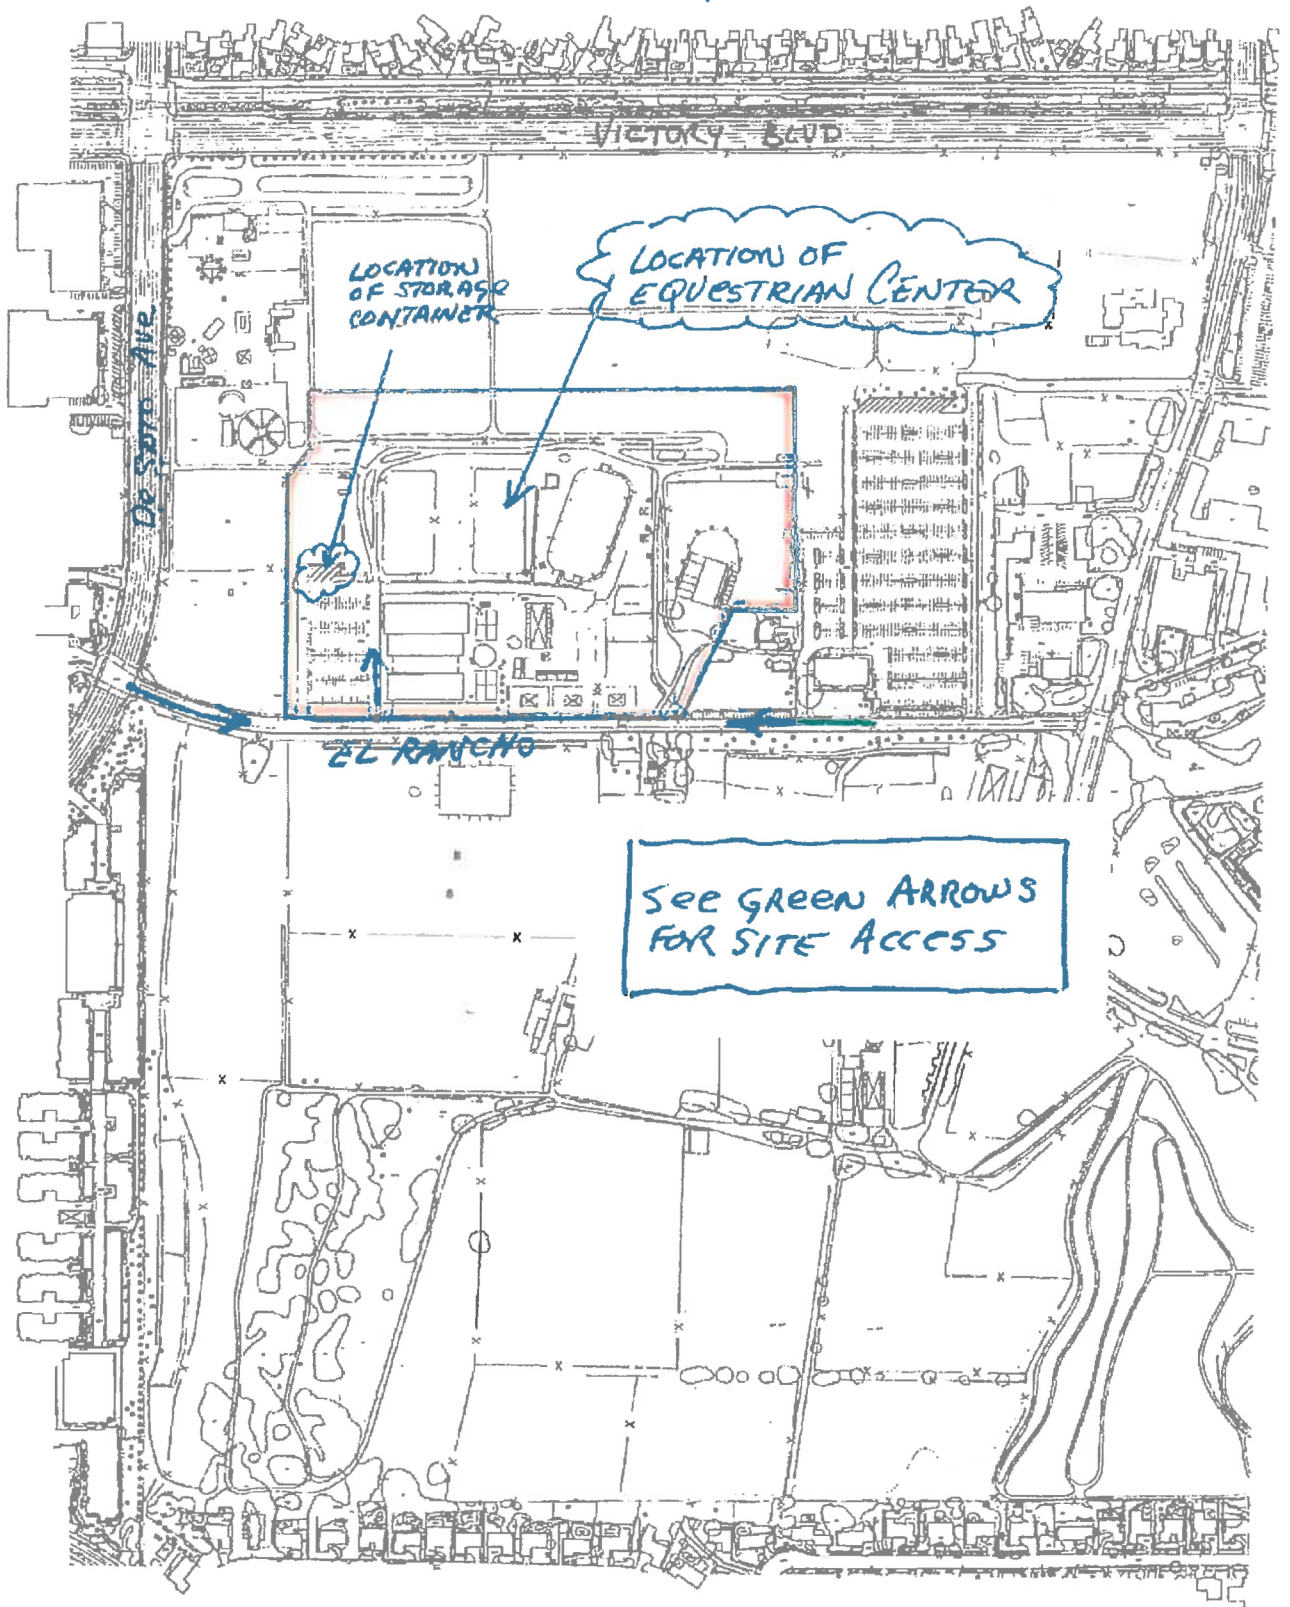 VICTORY BLVD
LOCATION OF
EQUESTRIAN CENTER
LOCATION
OF STORAGE
CONTAINER
De SOTO AVE
EL RANCHO
See GReeN ARROWS
FOR SITE ACCESS